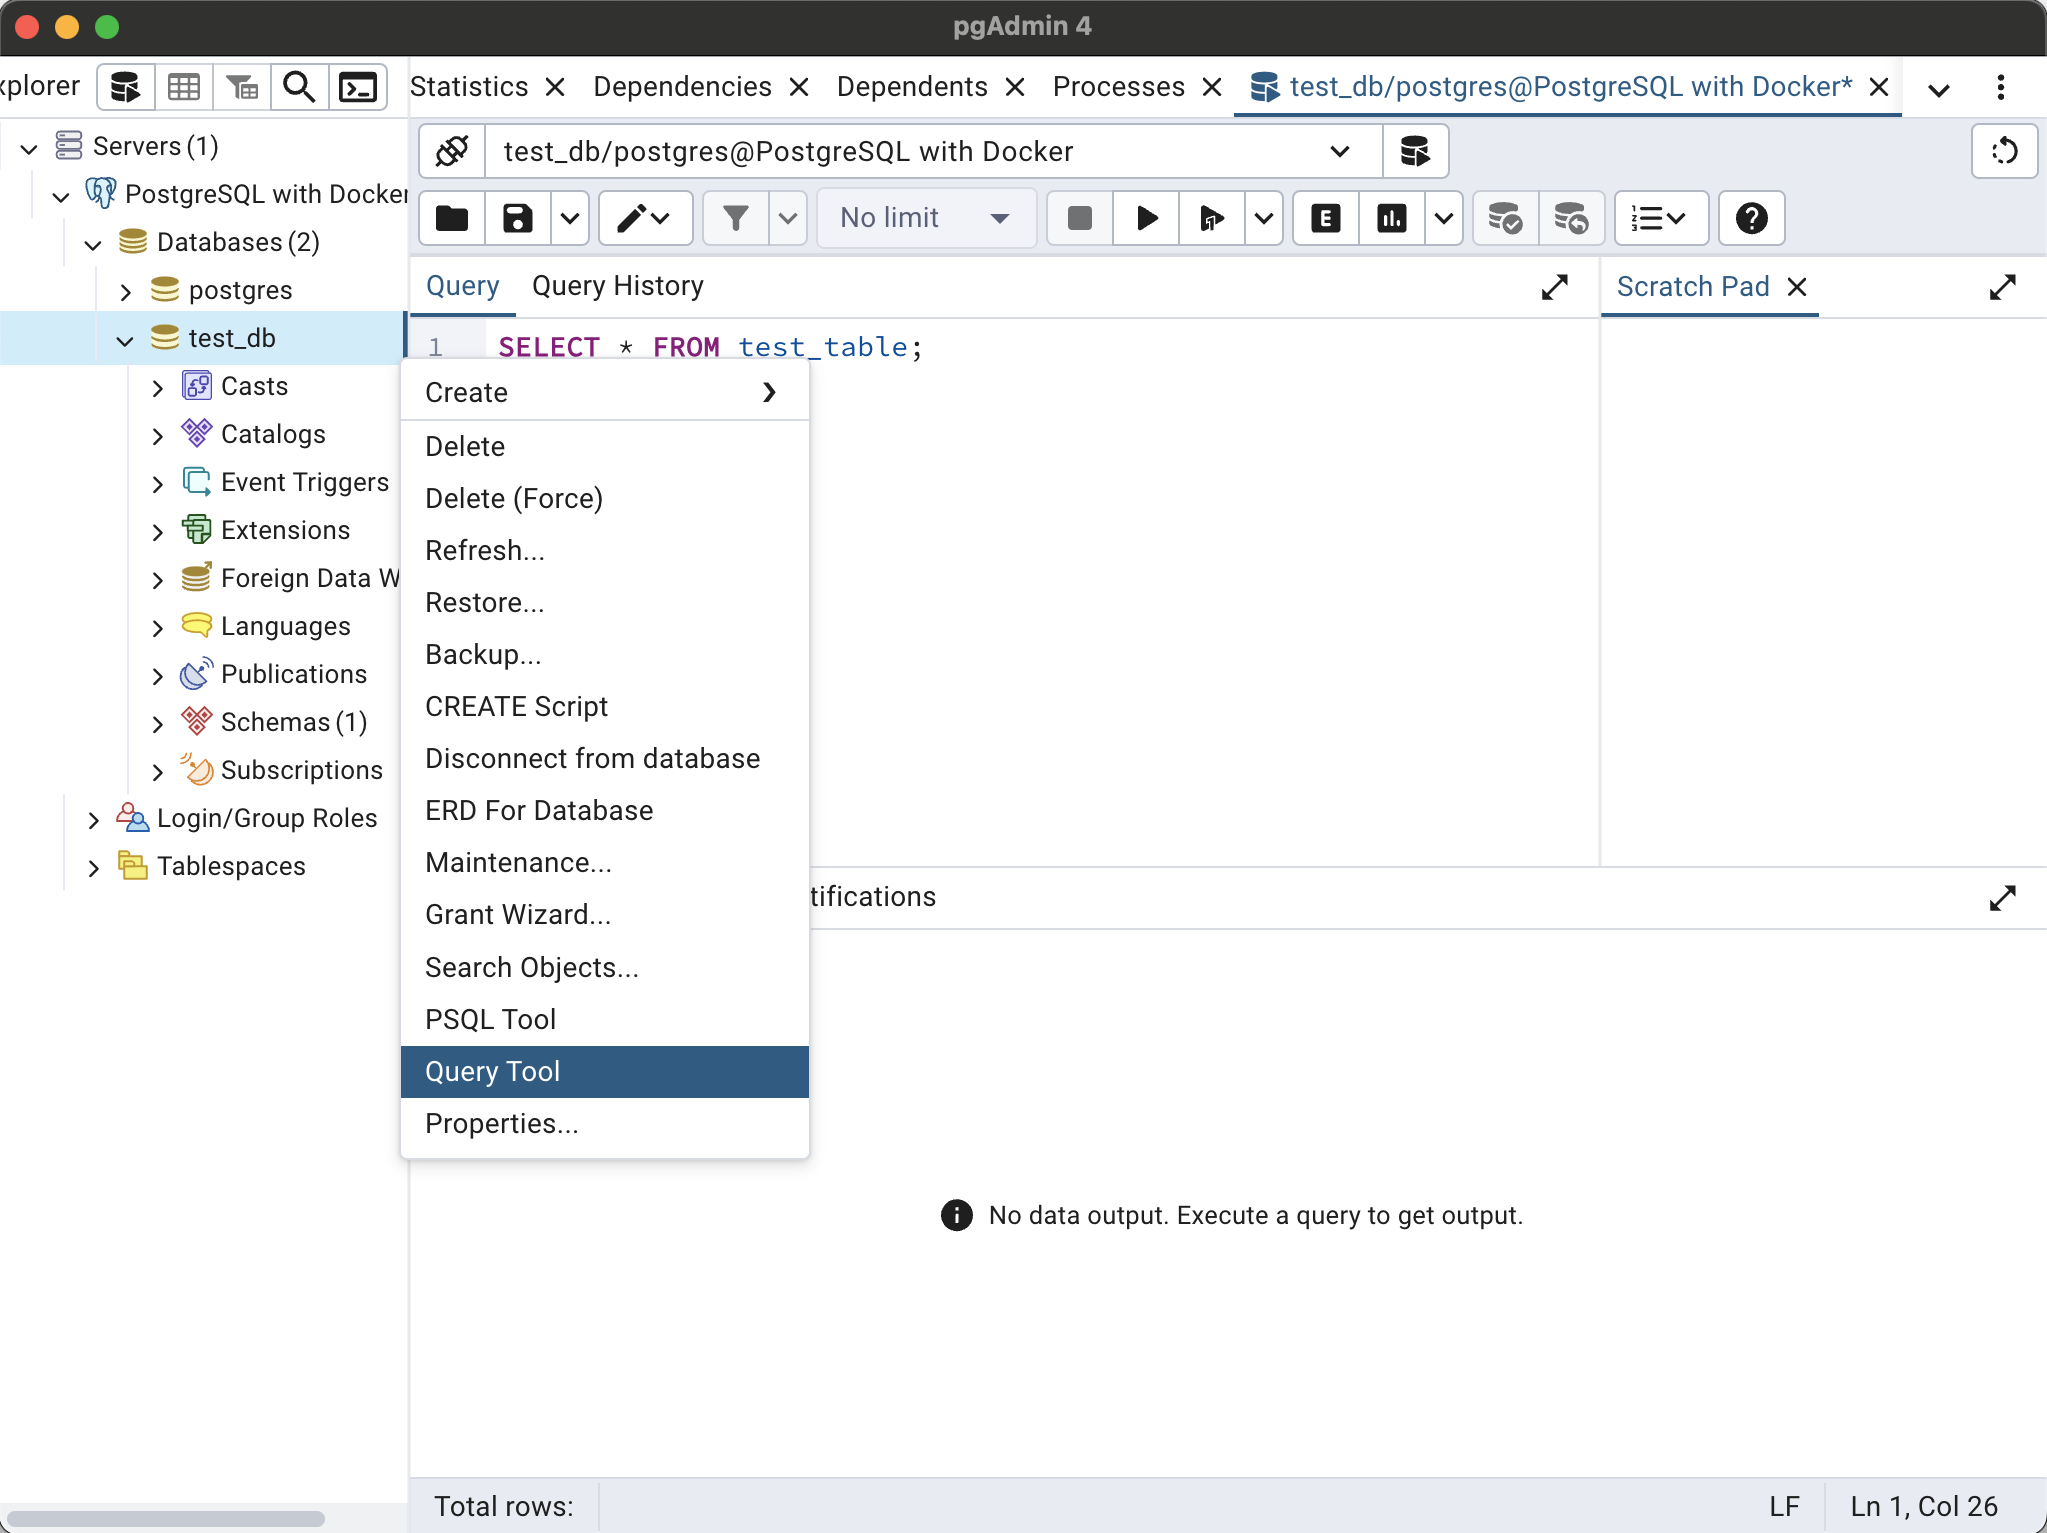 pgAdmin 4
xplorer
Statistics
Dependencies
Dependents
Processes
test_db/postgres@PostgreSQL with Docker*
Servers (1)
PostgreSQL with Docker
Databases (2)
postgres
test_db
Casts
Catalogs
Event Triggers
Extensions
Foreign Data W
Languages
Publications
Schemas (1)
Subscriptions
Login/Group Roles
Tablespaces
test_db/postgres@PostgreSQL with Docker
No limit
E
Query
Query History
Scratch Pad
1 SELECT * FROM test_table;
Create
Delete
Delete (Force)
Refresh...
Restore...
Backup...
CREATE Script
Disconnect from database
ERD For Database
Maintenance...
Grant Wizard...
Search Objects...
PSQL Tool
Query Tool
Properties...
tifications
No data output. Execute a query to get output.
Total rows:
LF
Ln 1, Col 26